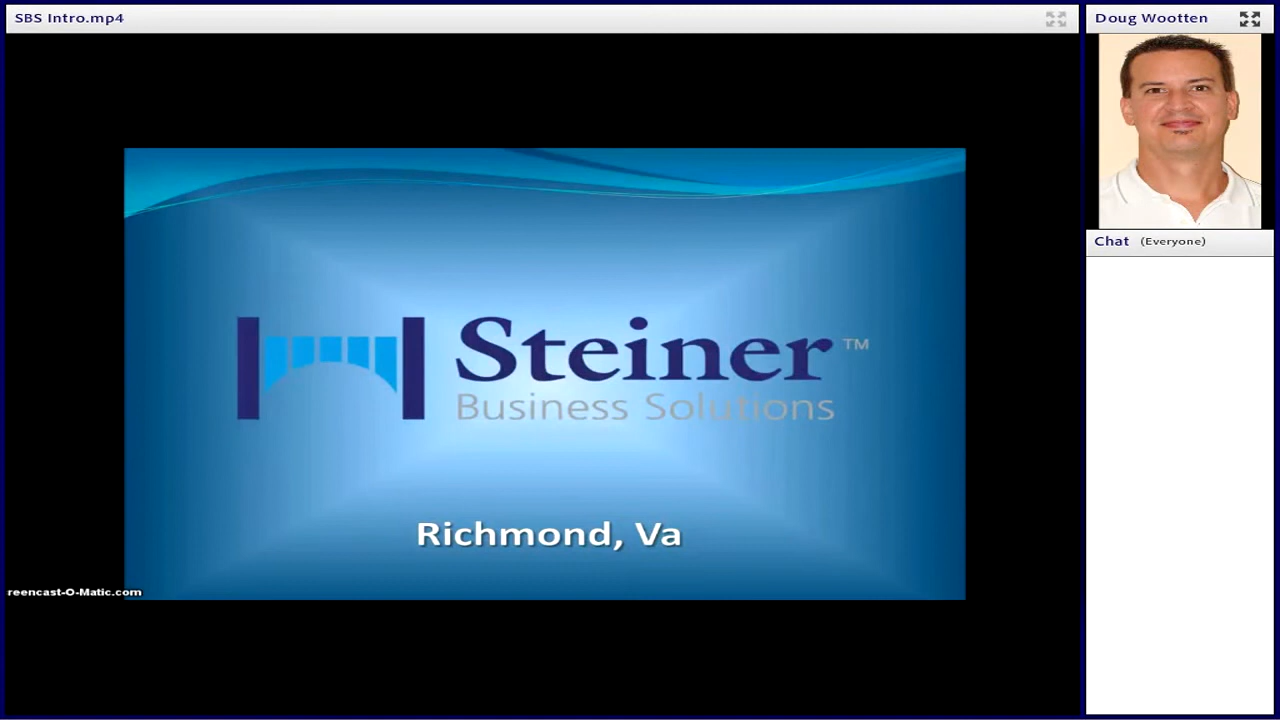 SBS Intro.mp4
Doug Wootten
Chat (Everyone)
Steiner™
Business Solutions
Richmond, Va
reencast-O-Matic.com